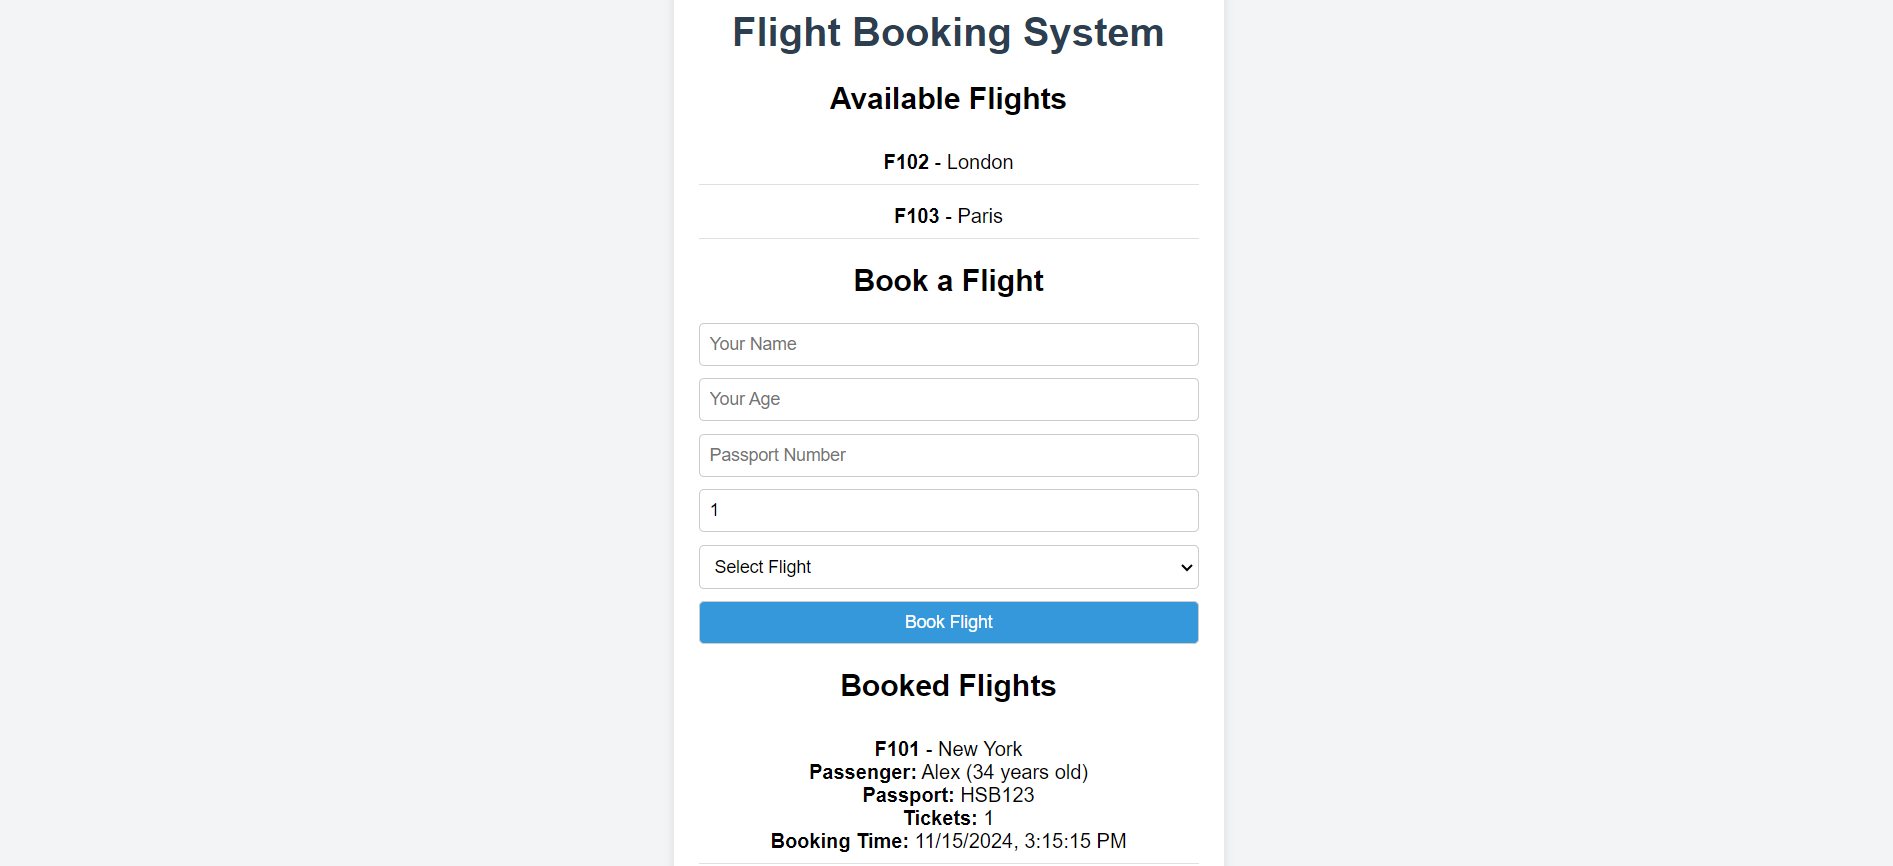 Flight Booking System
Available Flights
F102 - London
F103 - Paris
Book a Flight
Your Name
Your Age
Passport Number
1
Select Flight
Book Flight
Booked Flights
F101 - New York
Passenger: Alex (34 years old)
Passport: HSB123
Tickets: 1
Booking Time: 11/15/2024, 3:15:15 PM